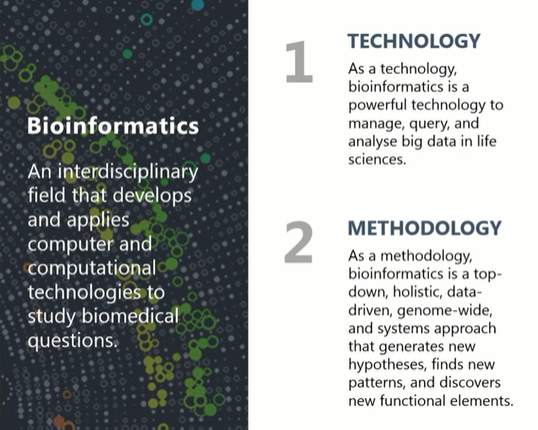 Bioinformatics
An interdisciplinary
field that develops
and applies
computer and
computational
technologies to
study biomedical
questions.
1
TECHNOLOGY
As a technology,
bioinformatics is a
powerful technology to
manage, query, and
analyse big data in life
sciences.
2
METHODOLOGY
As a methodology,
bioinformatics is a top-
down, holistic, data-
driven, genome-wide,
and systems approach
that generates new
hypotheses, finds new
patterns, and discovers
new functional elements.